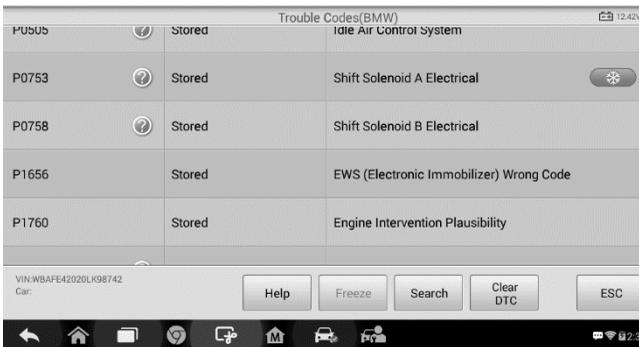 Trouble Codes(BMW) 12.42V
P0505 Stored Idle Air Control System
P0753 Stored Shift Solenoid A Electrical
P0758 Stored Shift Solenoid B Electrical
P1656 Stored EWS (Electronic Immobilizer) Wrong Code
P1760 Stored Engine Intervention Plausibility
VIN:WBAFE42020LK98742
Car:
Help Freeze Search Clear DTC ESC